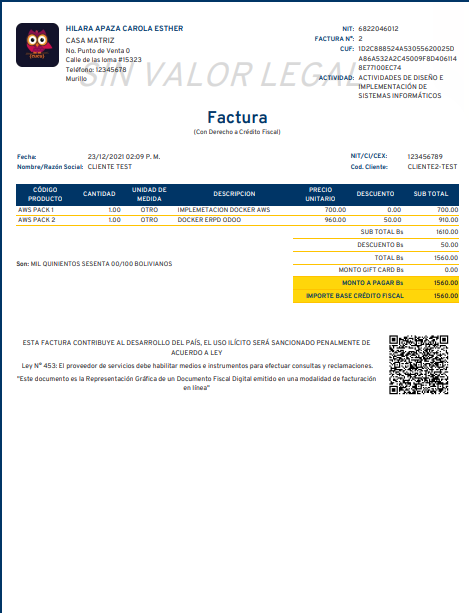 HILARA APAZA CAROLA ESTHER
CASA MATRIZ
No. Punto de Venta 0
Calle de las loma #15323
Teléfono: 12345678
Murillo
NIT: 6822046012
FACTURA N°: 2
CUF: 1D2C888524A5305562002SD
A86A532A2C45009F8D406114
8E77100EC74
ACTIVIDAD: ACTIVIDADES DE DISEÑO E
IMPLEMENTACIÓN DE
SISTEMAS INFORMÁTICOS
SIN VALOR LEGAL
Factura
(Con Derecho a Crédito Fiscal)
Fecha: 23/12/2021 02:09 P. M.
Nombre/Razón Social: CLIENTE TEST
NIT/CI/CEX: 123456789
Cod. Cliente: CLIENTE2-TEST
CÓDIGO PRODUCTO CANTIDAD UNIDAD DE MEDIDA DESCRIPCION PRECIO UNITARIO DESCUENTO SUB TOTAL
AWS PACK 1 1.00 OTRO IMPLEMETACION DOCKER AWS 700.00 0.00 700.00
AWS PACK 2 1.00 OTRO DOCKER ERPD ODOO 960.00 50.00 910.00
SUB TOTAL Bs 1610.00
DESCUENTO Bs 50.00
TOTAL Bs 1560.00
Son: MIL QUINIENTOS SESENTA 00/100 BOLIVIANOS
MONTO GIFT CARD Bs 0.00
MONTO A PAGAR Bs 1560.00
IMPORTE BASE CRÉDITO FISCAL 1560.00
ESTA FACTURA CONTRIBUYE AL DESARROLLO DEL PAÍS, EL USO ILÍCITO SERÁ SANCIONADO PENALMENTE DE
ACUERDO A LEY
Ley N° 453: El proveedor de servicios debe habilitar medios e instrumentos para efectuar consultas y reclamaciones.
"Este documento es la Representación Gráfica de un Documento Fiscal Digital emitido en una modalidad de facturación
en línea"